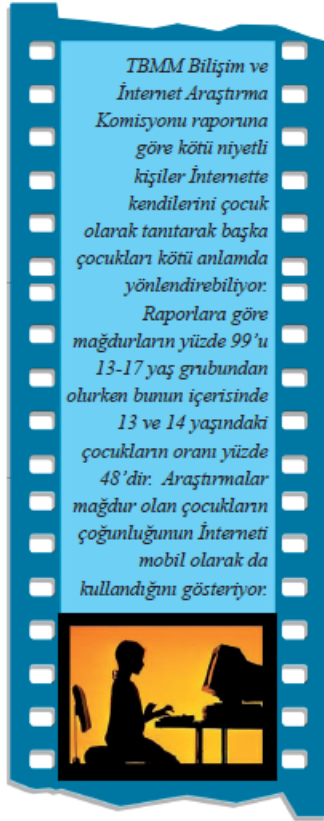 TBMM Bilişim ve
İnternet Araştırma
Komisyonu raporuna
göre kötü niyetli
kişiler İnternette
kendilerini çocuk
olarak tanıtarak başka
çocukları kötü anlamda
yönlendirebiliyor.
Raporlara göre
mağdurların yüzde 99’u
13-17 yaş grubundan
olurken bunun içerisinde
13 ve 14 yaşındaki
çocukların oranı yüzde
48’dir. Araştırmalar
mağdur olan çocukların
çoğunluğunun İnterneti
mobil olarak da
kullandığını gösteriyor.